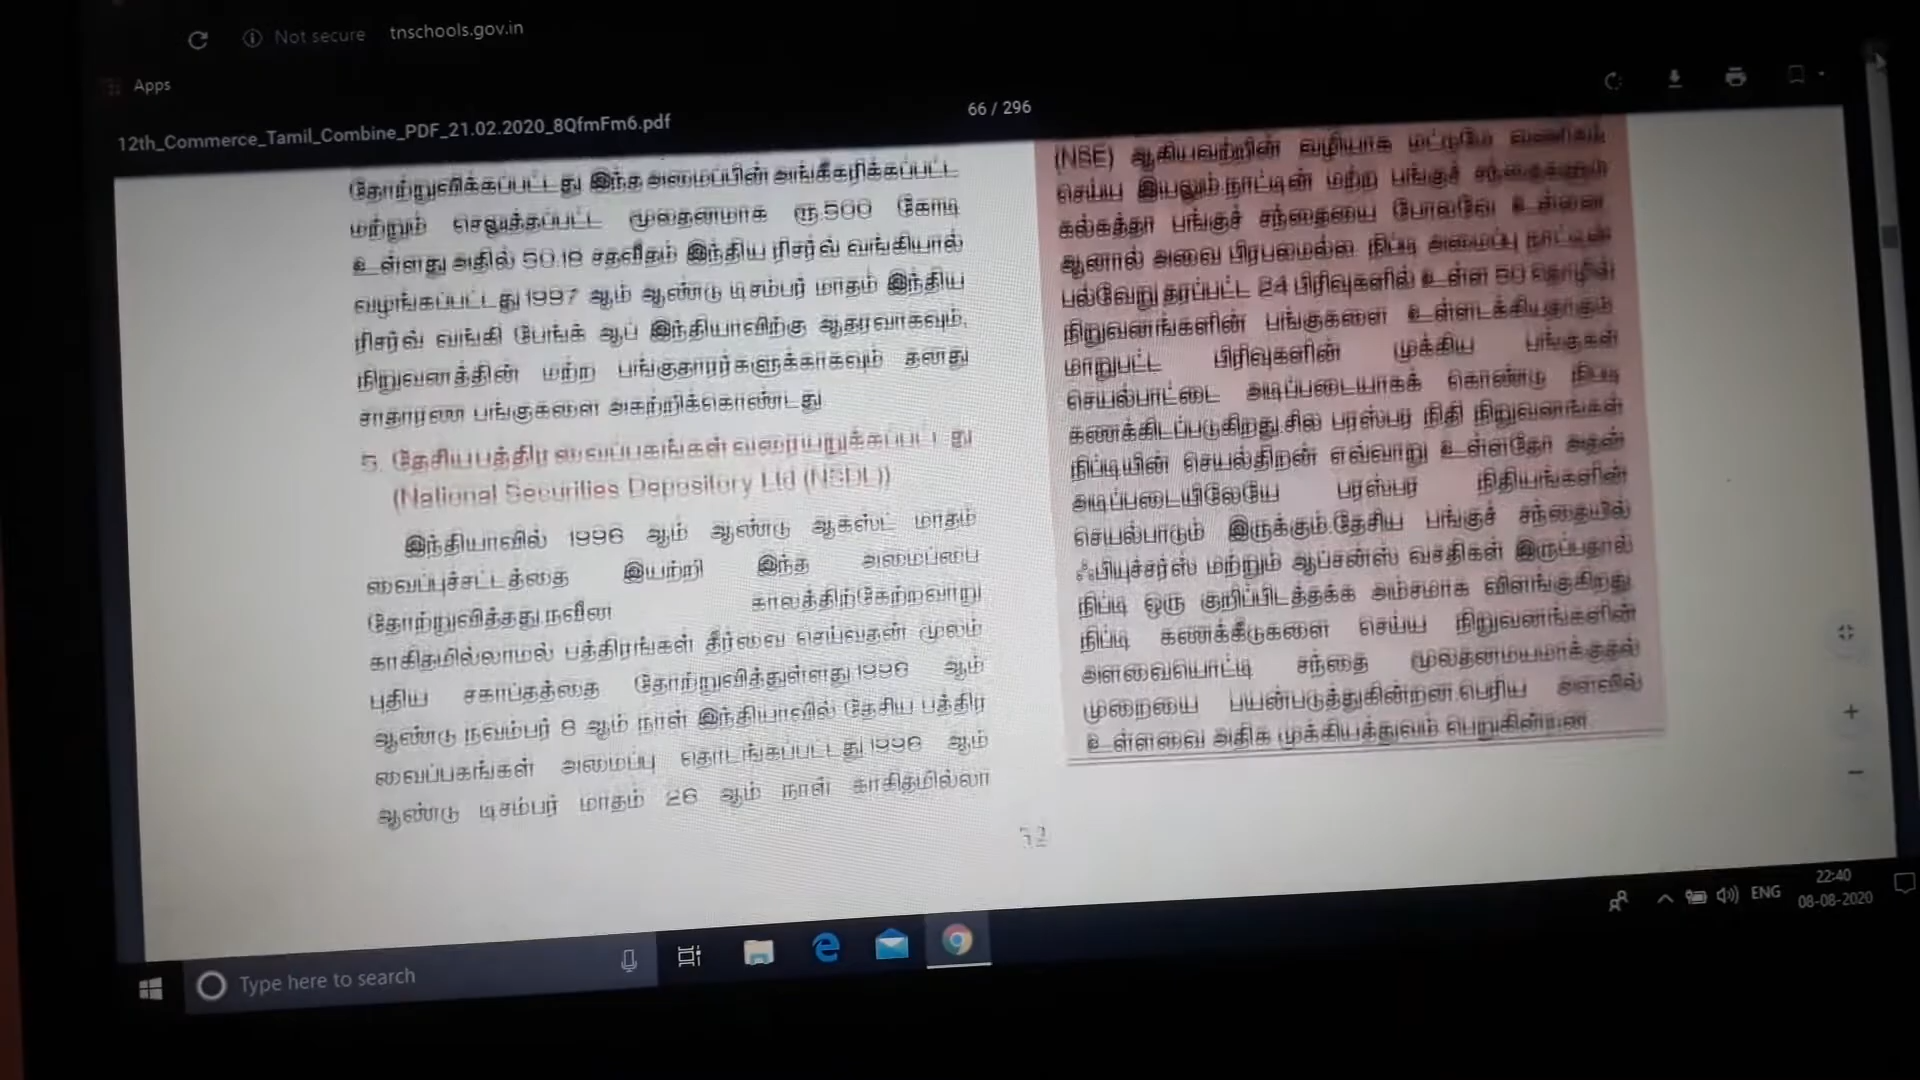 Not secure tnschools.gov.in
Apps
12th_Commerce_Tamil_Combine_PDF_21.02.2020_8QfmFm6.pdf
66 / 296
தோற்றுவிக்கப்பட்டது இந்த அமைப்பின் அங்கீகரிக்கப்பட்ட
மற்றும் செலுத்தப்பட்ட மூலதனமாக ரூ.500 கோடி
உள்ளது அதில் 50.18 சதவீதம் இந்திய ரிசர்வ் வங்கியால்
வழங்கப்பட்டது 1997 ஆம் ஆண்டு டிசம்பர் மாதம் இந்திய
ரிசர்வ் வங்கி பேங்க் ஆப் இந்தியாவிற்கு ஆதரவாகவும்,
நிறுவனத்தின் மற்ற பங்குதாரர்களுக்காகவும் தனது
சாதாரண பங்குகளை அகற்றிக்கொண்டது
5. தேசிய பத்திர வைப்பகங்கள் வரையறுக்கப்பட்டது
(National Securities Depository Ltd (NSDL))
இந்தியாவில் 1996 ஆம் ஆண்டு ஆகஸ்ட் மாதம்
வைப்புச்சட்டத்தை இயற்றி இந்த அமைப்பை
தோற்றுவித்தது.நவீன காலத்திற்கேற்றவாறு
காகிதமில்லாமல் பத்திரங்கள் தீர்வை செய்வதன் மூலம்
புதிய சகாப்தத்தை தோற்றுவித்துள்ளது.1996 ஆம்
ஆண்டு நவம்பர் 8 ஆம் நாள் இந்தியாவில் தேசிய பத்திர
வைப்பகங்கள் அமைப்பு தொடங்கப்பட்டது.1996 ஆம்
ஆண்டு டிசம்பர் மாதம் 26 ஆம் நாள் காகிதமில்லா
(NSE) ஆகியவற்றின் வழியாக மட்டுமே
செய்ய இயலும்.நாட்டின் மற்ற பங்குச் சந்தைகளும்
கல்கத்தா பங்குச் சந்தையை போலவே உள்ளன
ஆனால் அவை பிரபலமல்ல. நிப்டி அமைப்பு நாட்டின்
பல்வேறு தரப்பட்ட 24 பிரிவுகளில் உள்ள 50 தொழில்
நிறுவனங்களின் பங்குகளை உள்ளடக்கியதாகும்
மாறுபட்ட பிரிவுகளின் முக்கிய பங்குகள்
செயல்பாட்டை அடிப்படையாகக் கொண்டு நிப்டி
கணக்கிடப்படுகிறது.சில பரஸ்பர நிதி நிறுவனங்கள்
நிப்டியின் செயல்திறன் எவ்வாறு உள்ளதோ அதன்
அடிப்படையிலேயே பரஸ்பர நிதியங்களின்
செயல்பாடும் இருக்கும்.தேசிய பங்குச் சந்தையில்
ஃபியுச்சர்ஸ் மற்றும் ஆப்சன்ஸ் வசதிகள் இருப்பதால்
நிப்டி ஒரு குறிப்பிடத்தக்க அம்சமாக விளங்குகிறது
நிப்டி கணக்கீடுகளை செய்ய நிறுவனங்களின்
அளவையொட்டி சந்தை மூலதனமயமாக்குதல்
முறையை பயன்படுத்துகின்றன.பெரிய அளவில்
உள்ளவை அதிக முக்கியத்துவம் பெறுகின்றன.
52
Type here to search
ENG
22:40
08-08-2020